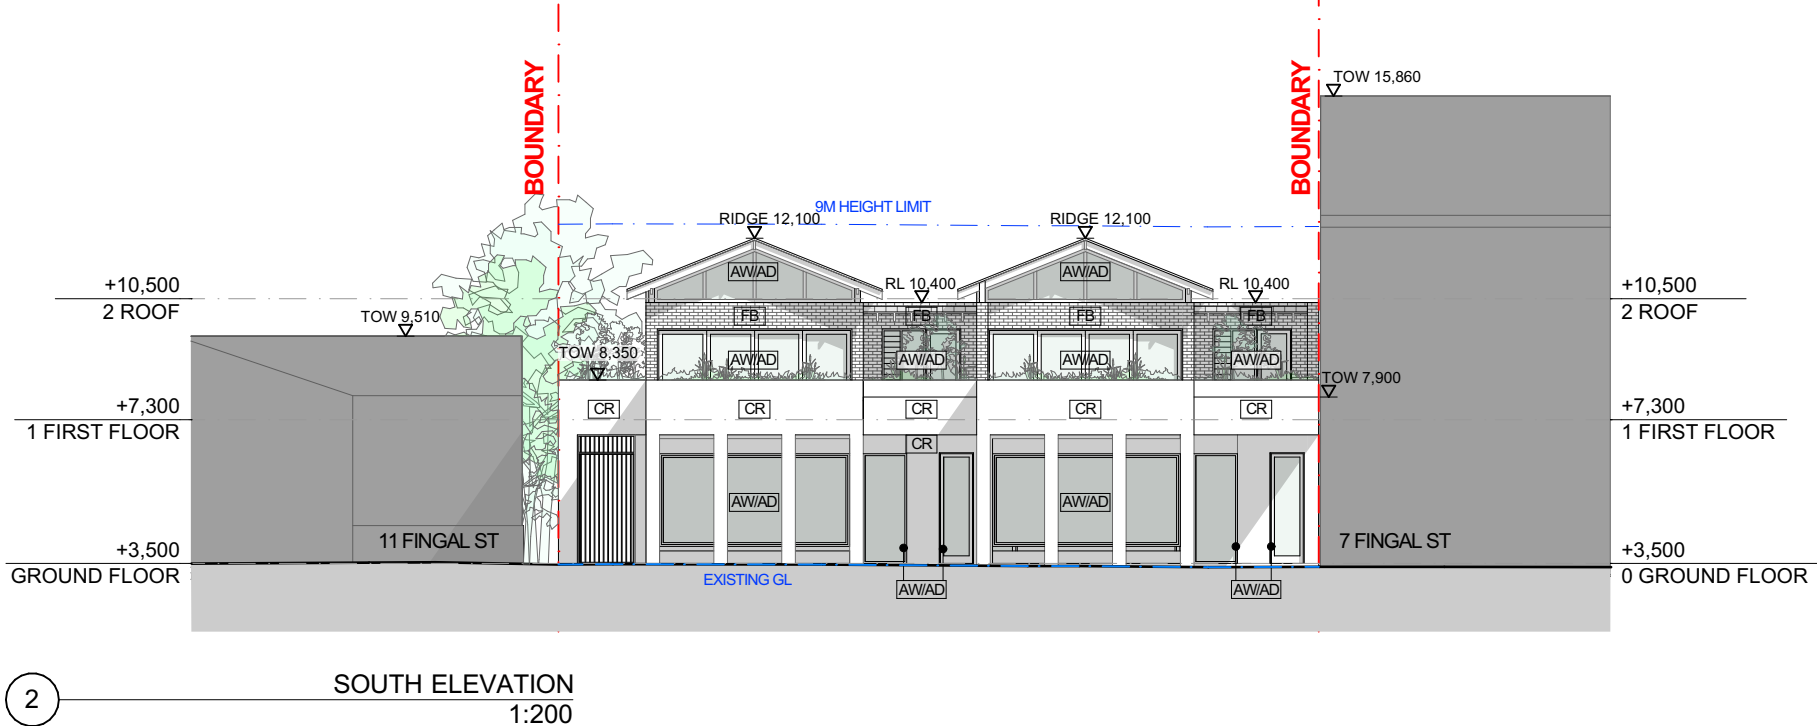 BOUNDARY
BOUNDARY
TOW 15,860
9M HEIGHT LIMIT
RIDGE 12,100
RIDGE 12,100
AW/AD
AW/AD
+10,500
2 ROOF
RL 10,400
RL 10,400
+10,500
2 ROOF
TOW 9,510
FB
FB
FB
FB
TOW 8,350
AW/AD
AW/AD
AW/AD
AW/AD
TOW 7,900
+7,300
1 FIRST FLOOR
CR
CR
CR
CR
CR
+7,300
1 FIRST FLOOR
CR
AW/AD
AW/AD
11 FINGAL ST
7 FINGAL ST
+3,500
GROUND FLOOR
+3,500
0 GROUND FLOOR
EXISTING GL
AW/AD
AW/AD
2
SOUTH ELEVATION
1:200